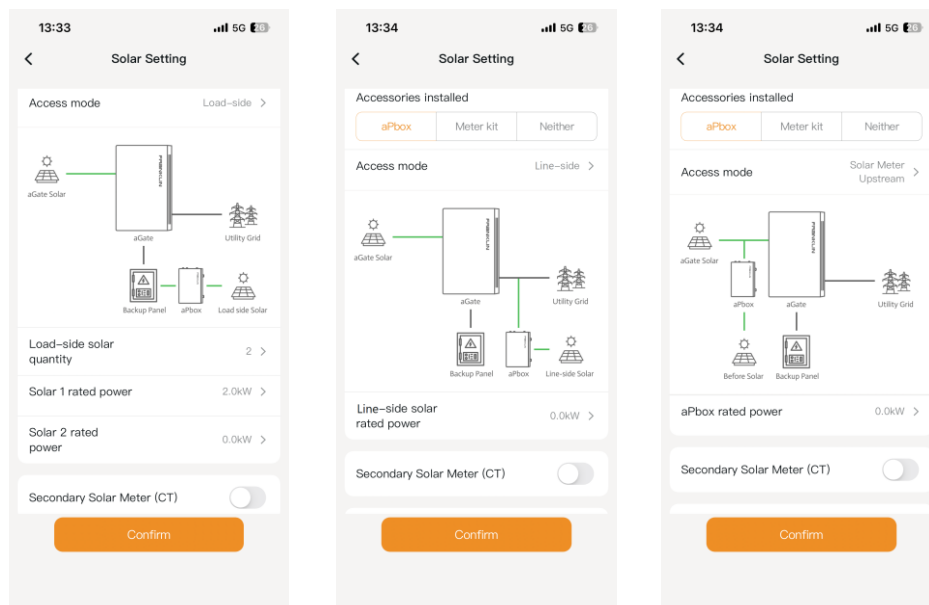 13:33
5G 26
Solar Setting
Access mode
Load-side
FRANKLIN
aGate Solar
aGate
Utility Grid
Backup Panel
aPbox
Load side Solar
Load-side solar
quantity
2
Solar 1 rated power
2.0kW
Solar 2 rated
power
0.0kW
Secondary Solar Meter (CT)
Confirm
13:34
5G 26
Solar Setting
Accessories installed
aPbox
Meter kit
Neither
Access mode
Line-side
FRANKLIN
aGate Solar
aGate
Utility Grid
Backup Panel
aPbox
Line-side Solar
Line-side solar
rated power
0.0kW
Secondary Solar Meter (CT)
Confirm
13:34
5G 26
Solar Setting
Accessories installed
aPbox
Meter kit
Neither
Access mode
Solar Meter
Upstream
FRANKLIN
aGate Solar
aPbox
aGate
Utility Grid
Before Solar
Backup Panel
aPbox rated power
0.0kW
Secondary Solar Meter (CT)
Confirm